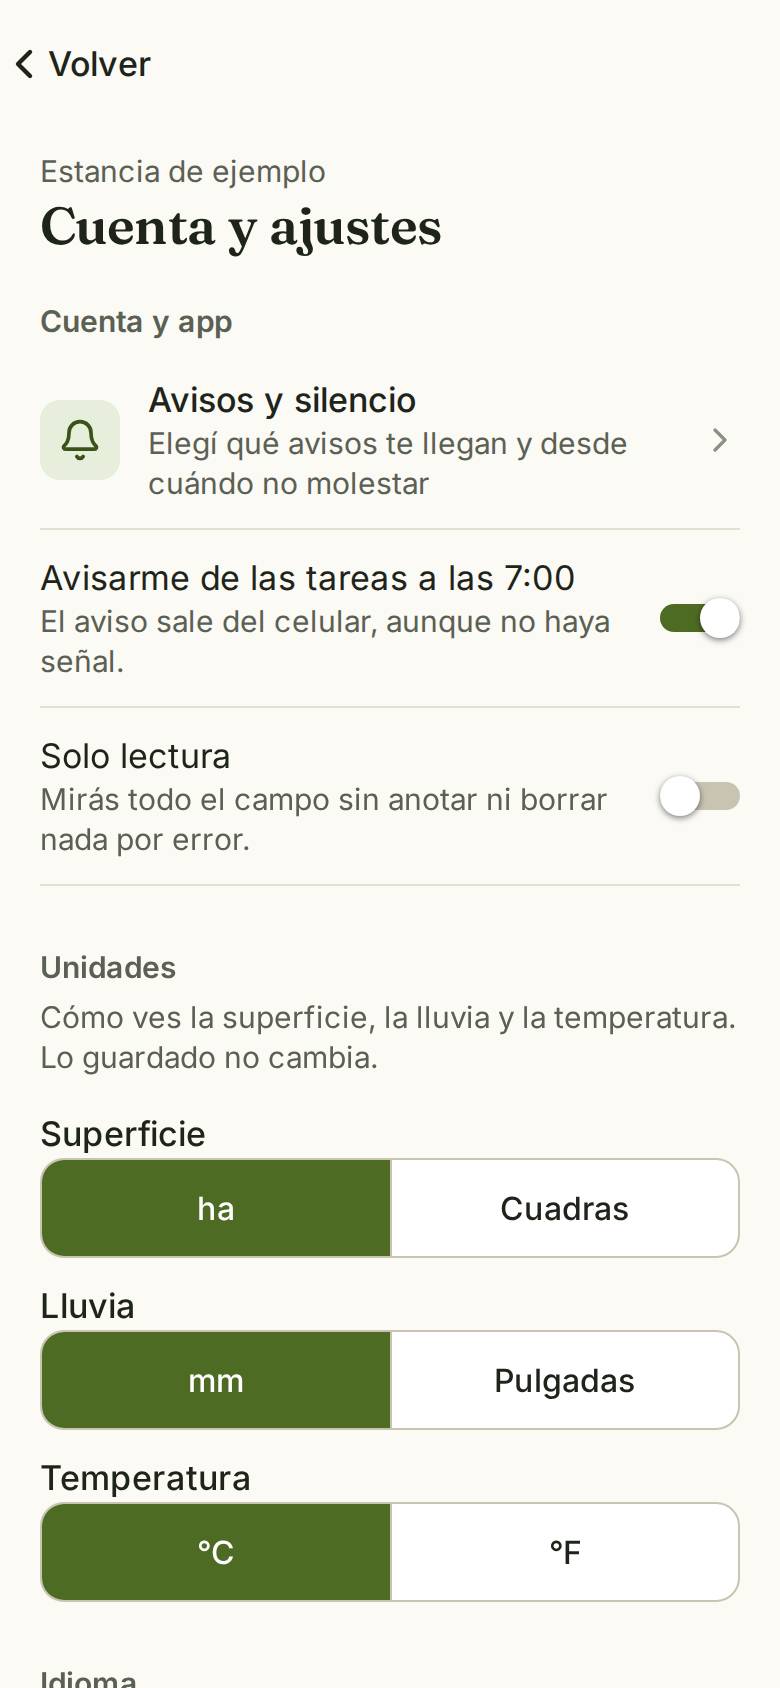 Volver
Estancia de ejemplo
Cuenta y ajustes
Cuenta y app
Avisos y silencio
Elegí qué avisos te llegan y desde
cuándo no molestar
Avisarme de las tareas a las 7:00
El aviso sale del celular, aunque no haya
señal.
Solo lectura
Mirás todo el campo sin anotar ni borrar
nada por error.
Unidades
Cómo ves la superficie, la lluvia y la temperatura.
Lo guardado no cambia.
Superficie
ha
Cuadras
Lluvia
mm
Pulgadas
Temperatura
°C
°F
Idioma